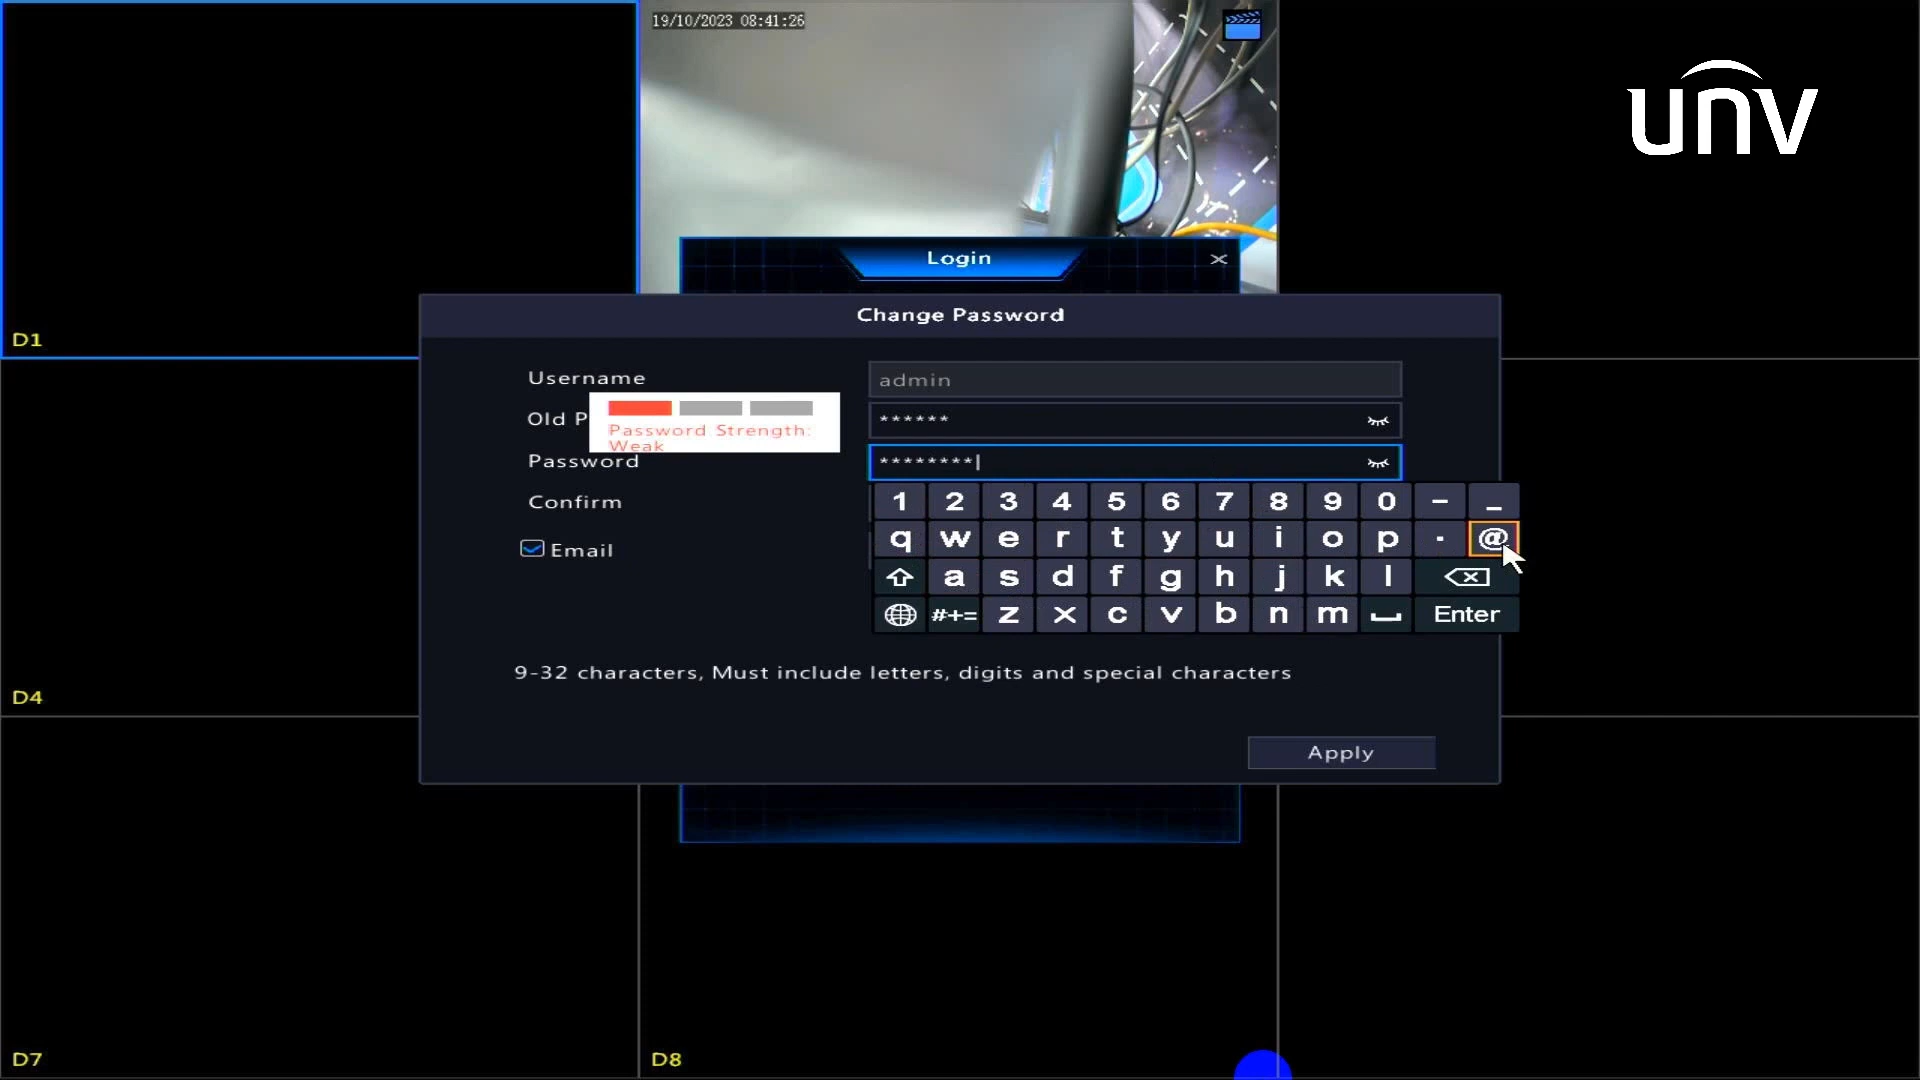 19/10/2023 08:41:26
unv
Login
Change Password
D1
Username
admin
Old P
******
Password Strength:
Weak
Password
********
Confirm
1 2 3 4 5 6 7 8 9 0 - _
q w e r t y u i o p . @
Email
a s d f g h j k l
#+= z x c v b n m Enter
9-32 characters, Must include letters, digits and special characters
D4
Apply
D7
D8